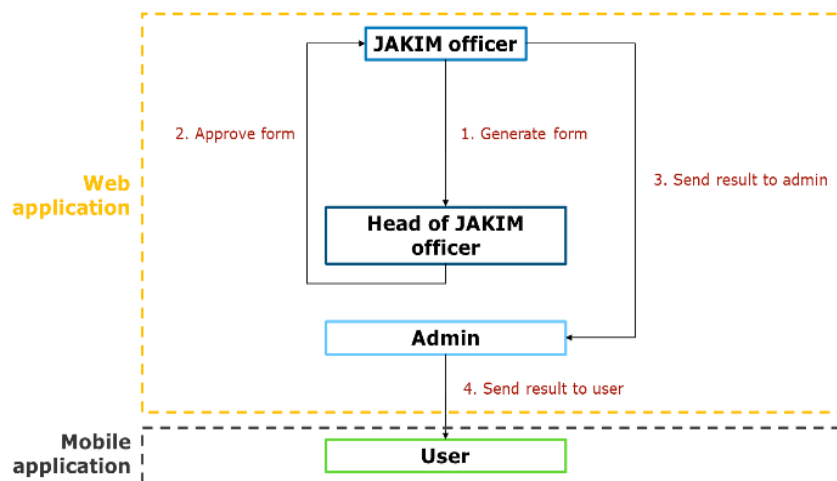 JAKIM officer
2. Approve form
1. Generate form
3. Send result to admin
Web
application
Head of JAKIM
officer
Admin
4. Send result to user
Mobile
application
User